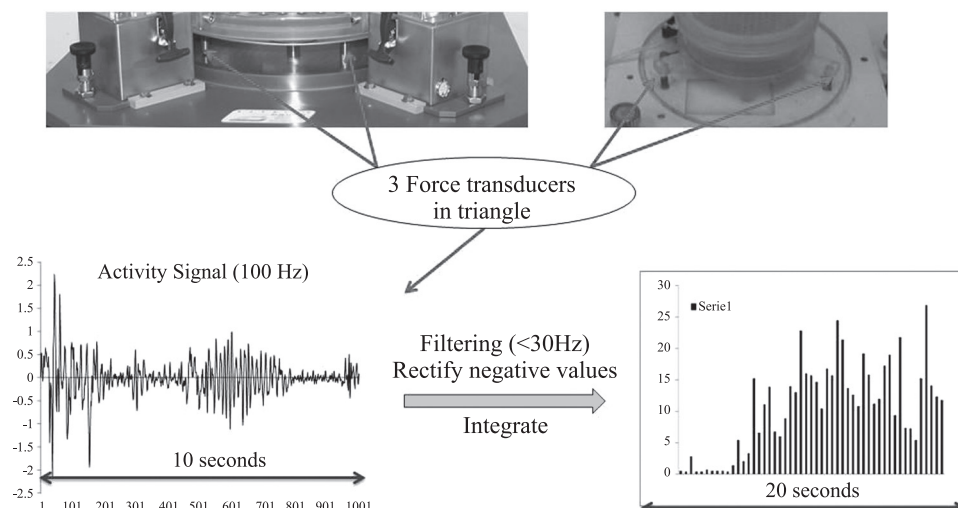 3 Force transducers
in triangle
Activity Signal (100 Hz)
2.5
2
1.5
1
0.5
0
-0.5
-1
-1.5
-2
-2.5
10 seconds
1 101 201 301 401 501 601 701 801 901 1001
Filtering (<30Hz)
Rectify negative values
Integrate
30
25
20
15
10
5
0
Serie1
20 seconds